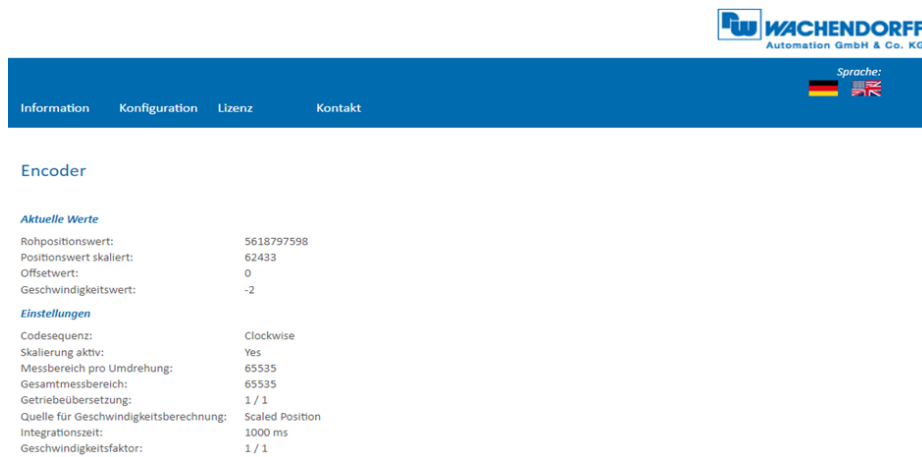 WACHENDORFF
Automation GmbH & Co. KG
Sprache:
Information Konfiguration Lizenz Kontakt
Encoder
Aktuelle Werte
Rohpositionswert: 5618797598
Positionswert skaliert: 62433
Offsetwert: 0
Geschwindigkeitswert: -2
Einstellungen
Codesequenz: Clockwise
Skalierung aktiv: Yes
Messbereich pro Umdrehung: 65535
Gesamtmessbereich: 65535
Getriebeübersetzung: 1 / 1
Quelle für Geschwindigkeitsberechnung: Scaled Position
Integrationszeit: 1000 ms
Geschwindigkeitsfaktor: 1 / 1